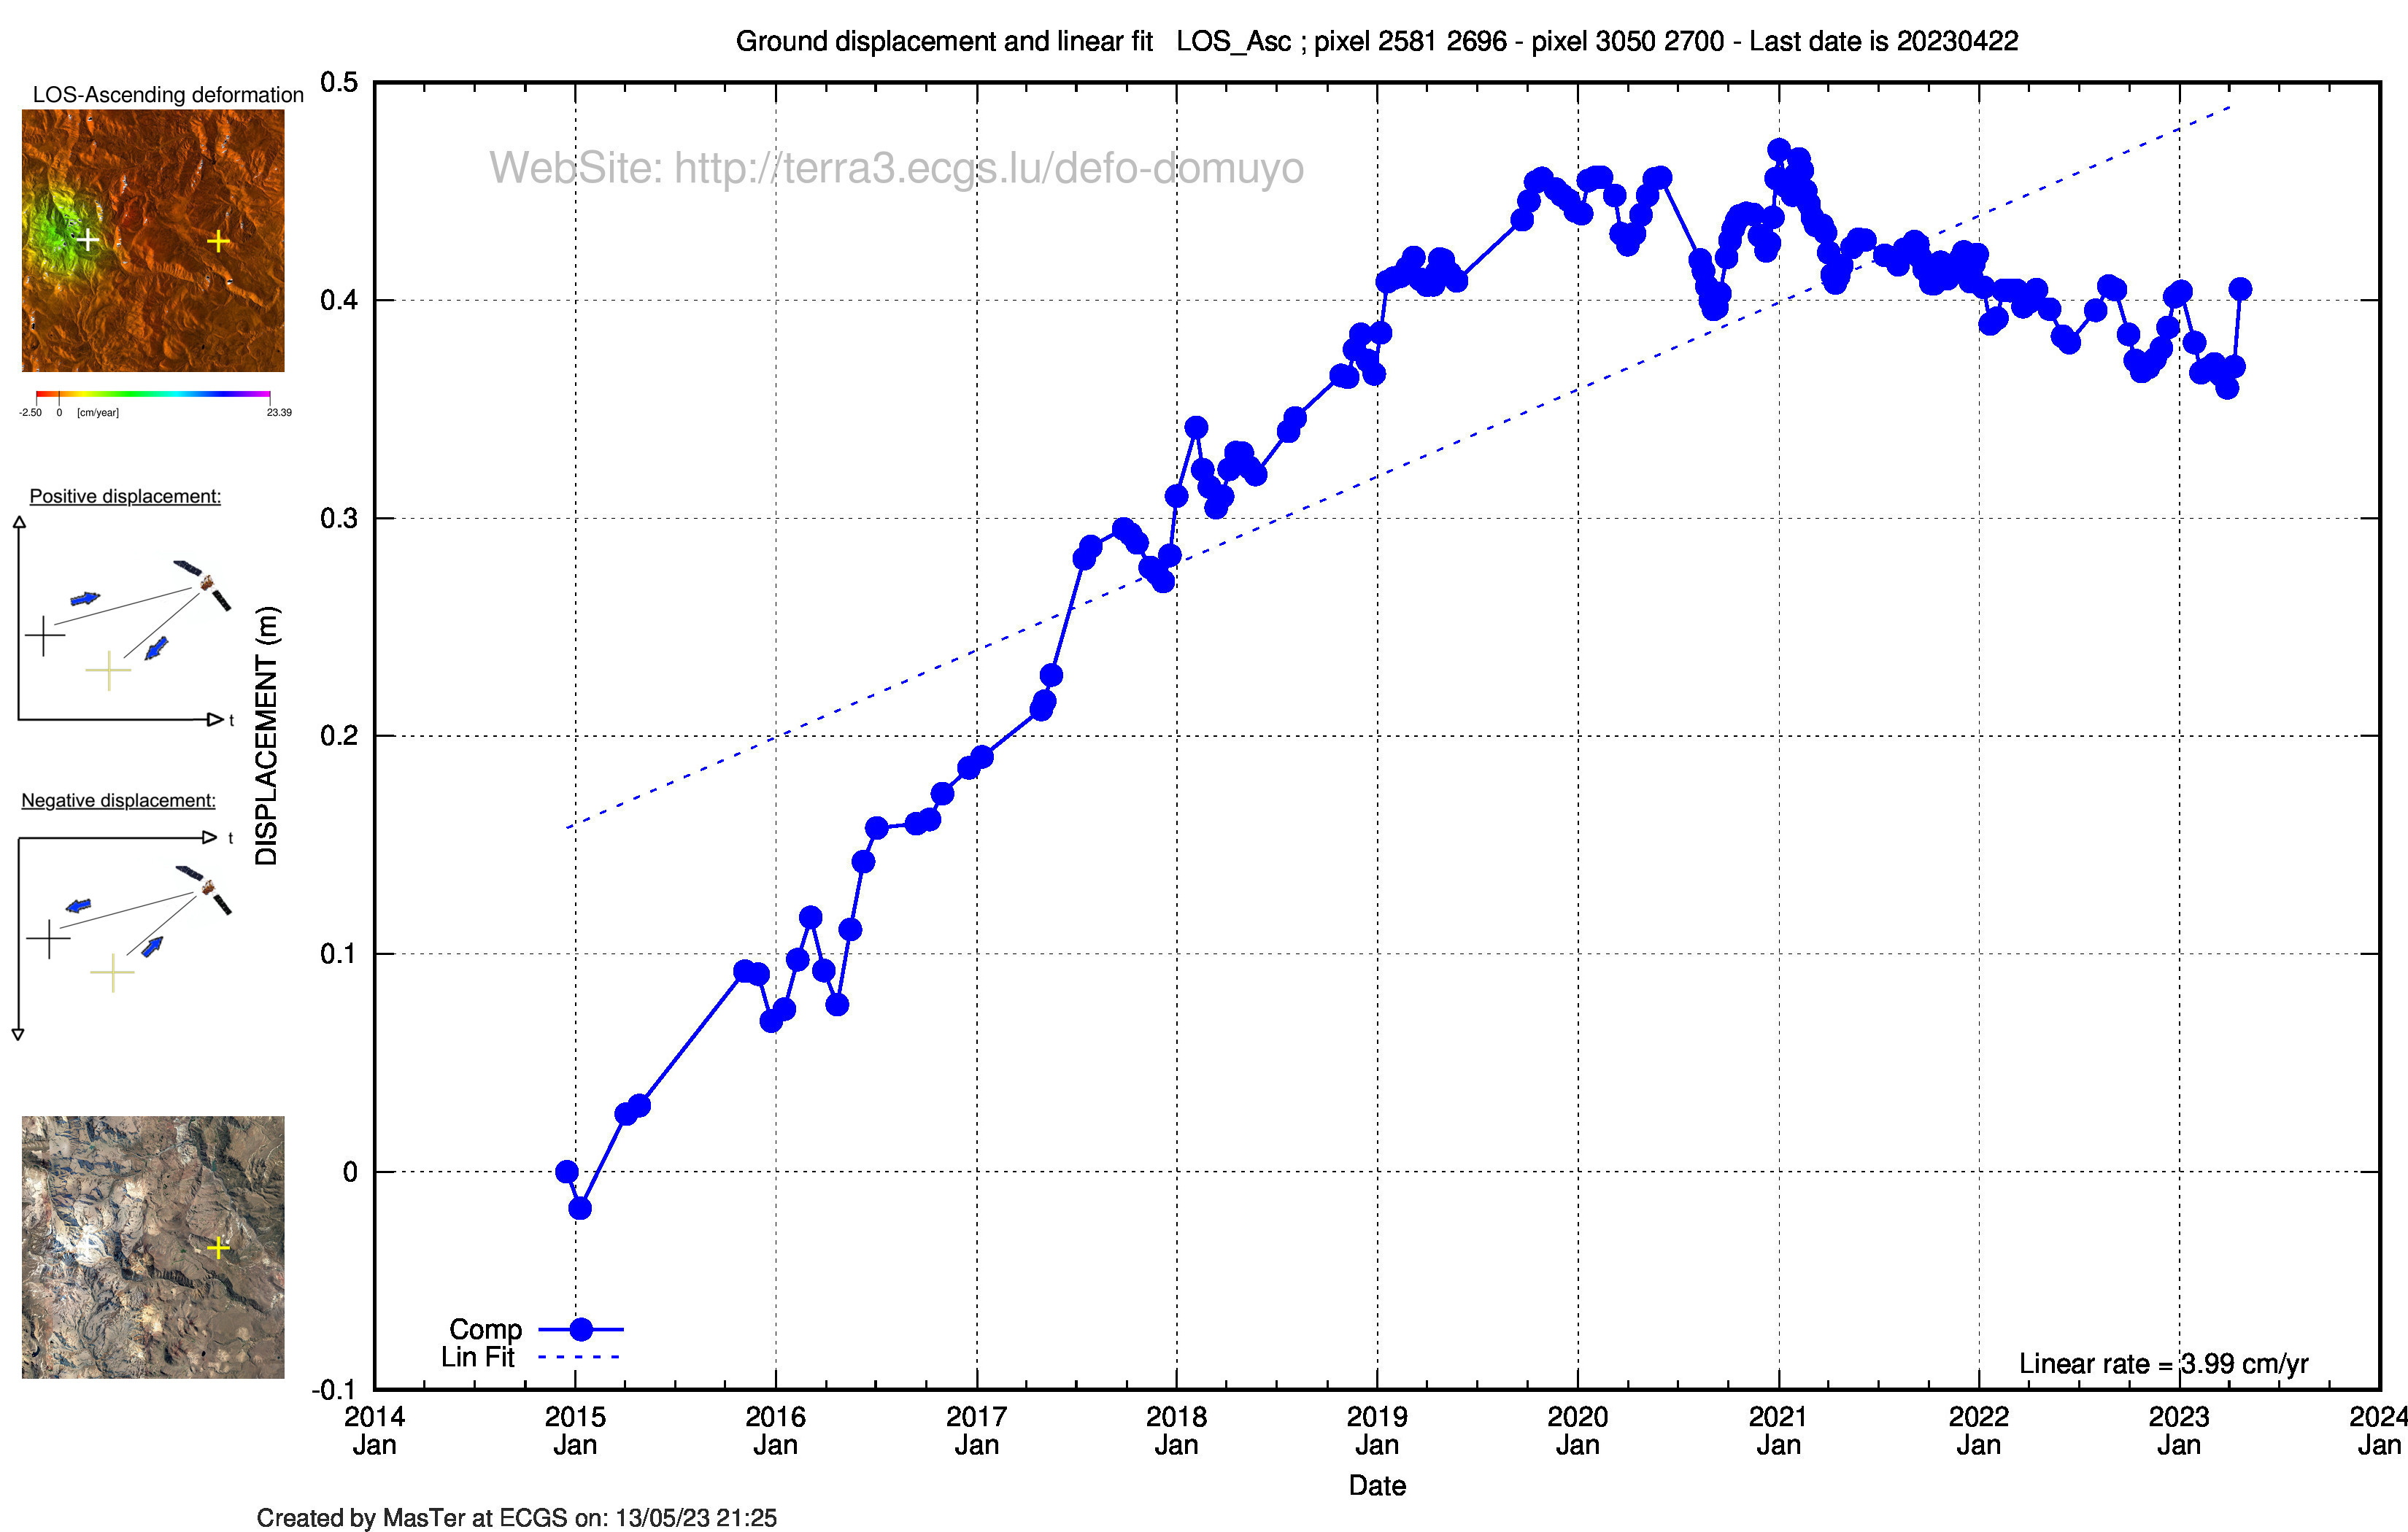 Ground displacement and linear fit LOS_Asc ; pixel 2581 2696 - pixel 3050 2700 - Last date is 20230422
LOS-Ascending deformation
-2.50 0 [cm/year] 23.39
Positive displacement:
t
Negative displacement:
t
DISPLACEMENT (m)
0.5
0.4
0.3
0.2
0.1
0
-0.1
WebSite: http://terra3.ecgs.lu/defo-domuyo
Comp
Lin Fit
Linear rate = 3.99 cm/yr
2014 2015 2016 2017 2018 2019 2020 2021 2022 2023 2024
Jan Jan Jan Jan Jan Jan Jan Jan Jan Jan Jan
Date
Created by MasTer at ECGS on: 13/05/23 21:25